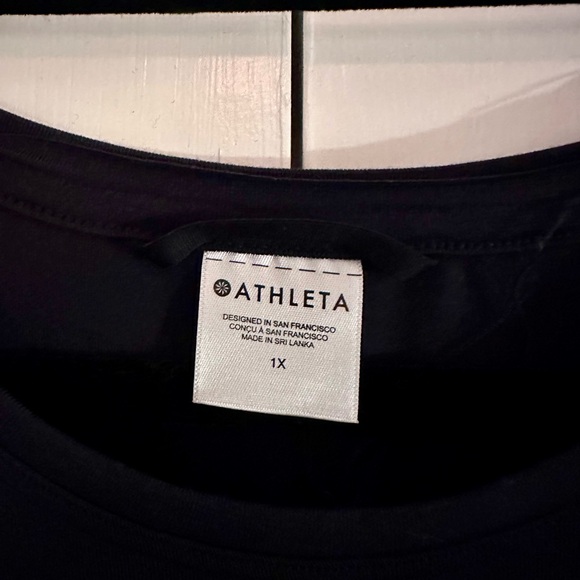 ATHLETA
DESIGNED IN SAN FRANCISCO
CONÇU À SAN FRANCISCO
MADE IN SRI LANKA
1X